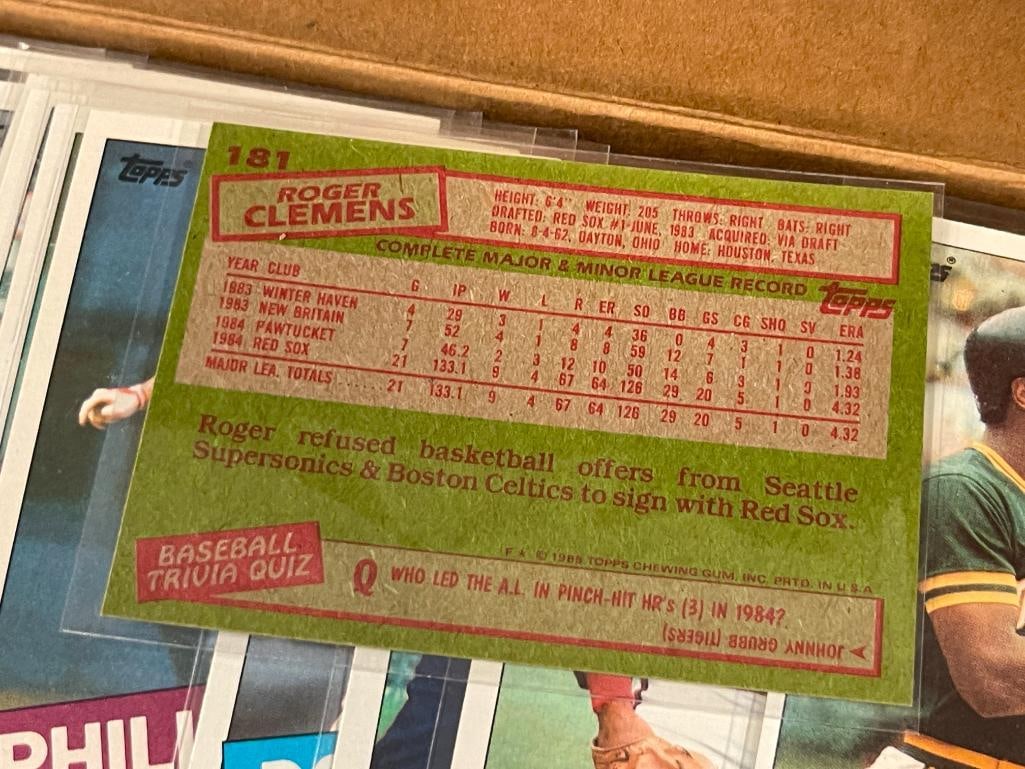 TOPPS
181
ROGER
CLEMENS
HEIGHT: 6'4" WEIGHT: 205 THROWS: RIGHT BATS: RIGHT
DRAFTED: RED SOX #1-JUNE, 1983 ACQUIRED: VIA DRAFT
BORN: 8-4-62, DAYTON, OHIO HOME: HOUSTON, TEXAS
COMPLETE MAJOR & MINOR LEAGUE RECORD TOPPS
YEAR CLUB G IP W L R ER SO BB GS CG SHO SV ERA
1983 WINTER HAVEN 4 29 3 1 4 4 36 0 4 3 1 0 1.24
1983 NEW BRITAIN 7 52 4 1 8 8 59 12 7 1 1 0 1.38
1984 PAWTUCKET 7 46.2 2 3 12 10 50 14 6 3 1 0 1.93
1984 RED SOX 21 133.1 9 4 67 64 126 29 20 5 1 0 4.32
MAJOR LEA. TOTALS ..... 21 133.1 9 4 67 64 126 29 20 5 1 0 4.32
Roger refused basketball offers from Seattle
Supersonics & Boston Celtics to sign with Red Sox.
© 1985 TOPPS CHEWING GUM, INC. PRTD. IN U.S.A
BASEBALL
TRIVIA QUIZ
Q WHO LED THE A.L. IN PINCH-HIT HR's (3) IN 1984?
JOHNNY GRUBB (TIGERS)
PHILL